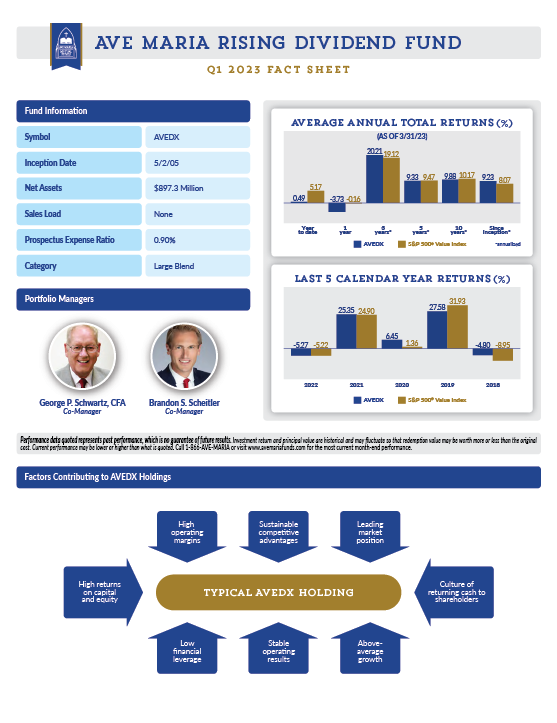 AVE MARIA RISING DIVIDEND FUND
Q1 2023 FACT SHEET
Fund Information
Symbol AVEDX
Inception Date 5/2/05
Net Assets $897.3 Million
Sales Load None
Prospectus Expense Ratio 0.90%
Category Large Blend
Portfolio Managers
George P. Schwartz, CFA
Co-Manager
Brandon S. Scheitler
Co-Manager
AVERAGE ANNUAL TOTAL RETURNS (%)
(AS OF 3/31/23)
0.49 5.17 -3.73 -0.16 20.21 19.12 9.33 9.47 9.88 10.17 9.23 8.07
Year to date
1 year
years*
5 years*
10 years*
Since Inception*
AVEDX S&P 500® Value Index *annualized
LAST 5 CALENDAR YEAR RETURNS (%)
-5.27 -5.22 25.35 24.90 6.45 1.36 27.58 31.93 -4.80 -8.95
2022 2021 2020 2019 2018
AVEDX S&P 500® Value Index
Performance data quoted represents past performance, which is no guarantee of future results. Investment return and principal value are historical and may fluctuate so that redemption value may be worth more or less than the original
cost. Current performance may be lower or higher than what is quoted. Call 1-866-AVE-MARIA or visit www.avemariafunds.com for the most current month-end performance.
Factors Contributing to AVEDX Holdings
High
operating
margins
Sustainable
competitive
advantages
Leading
market
position
High returns
on capital
and equity
TYPICAL AVEDX HOLDING
Culture of
returning cash to
shareholders
Low
financial
leverage
Stable
operating
results
Above-
average
growth